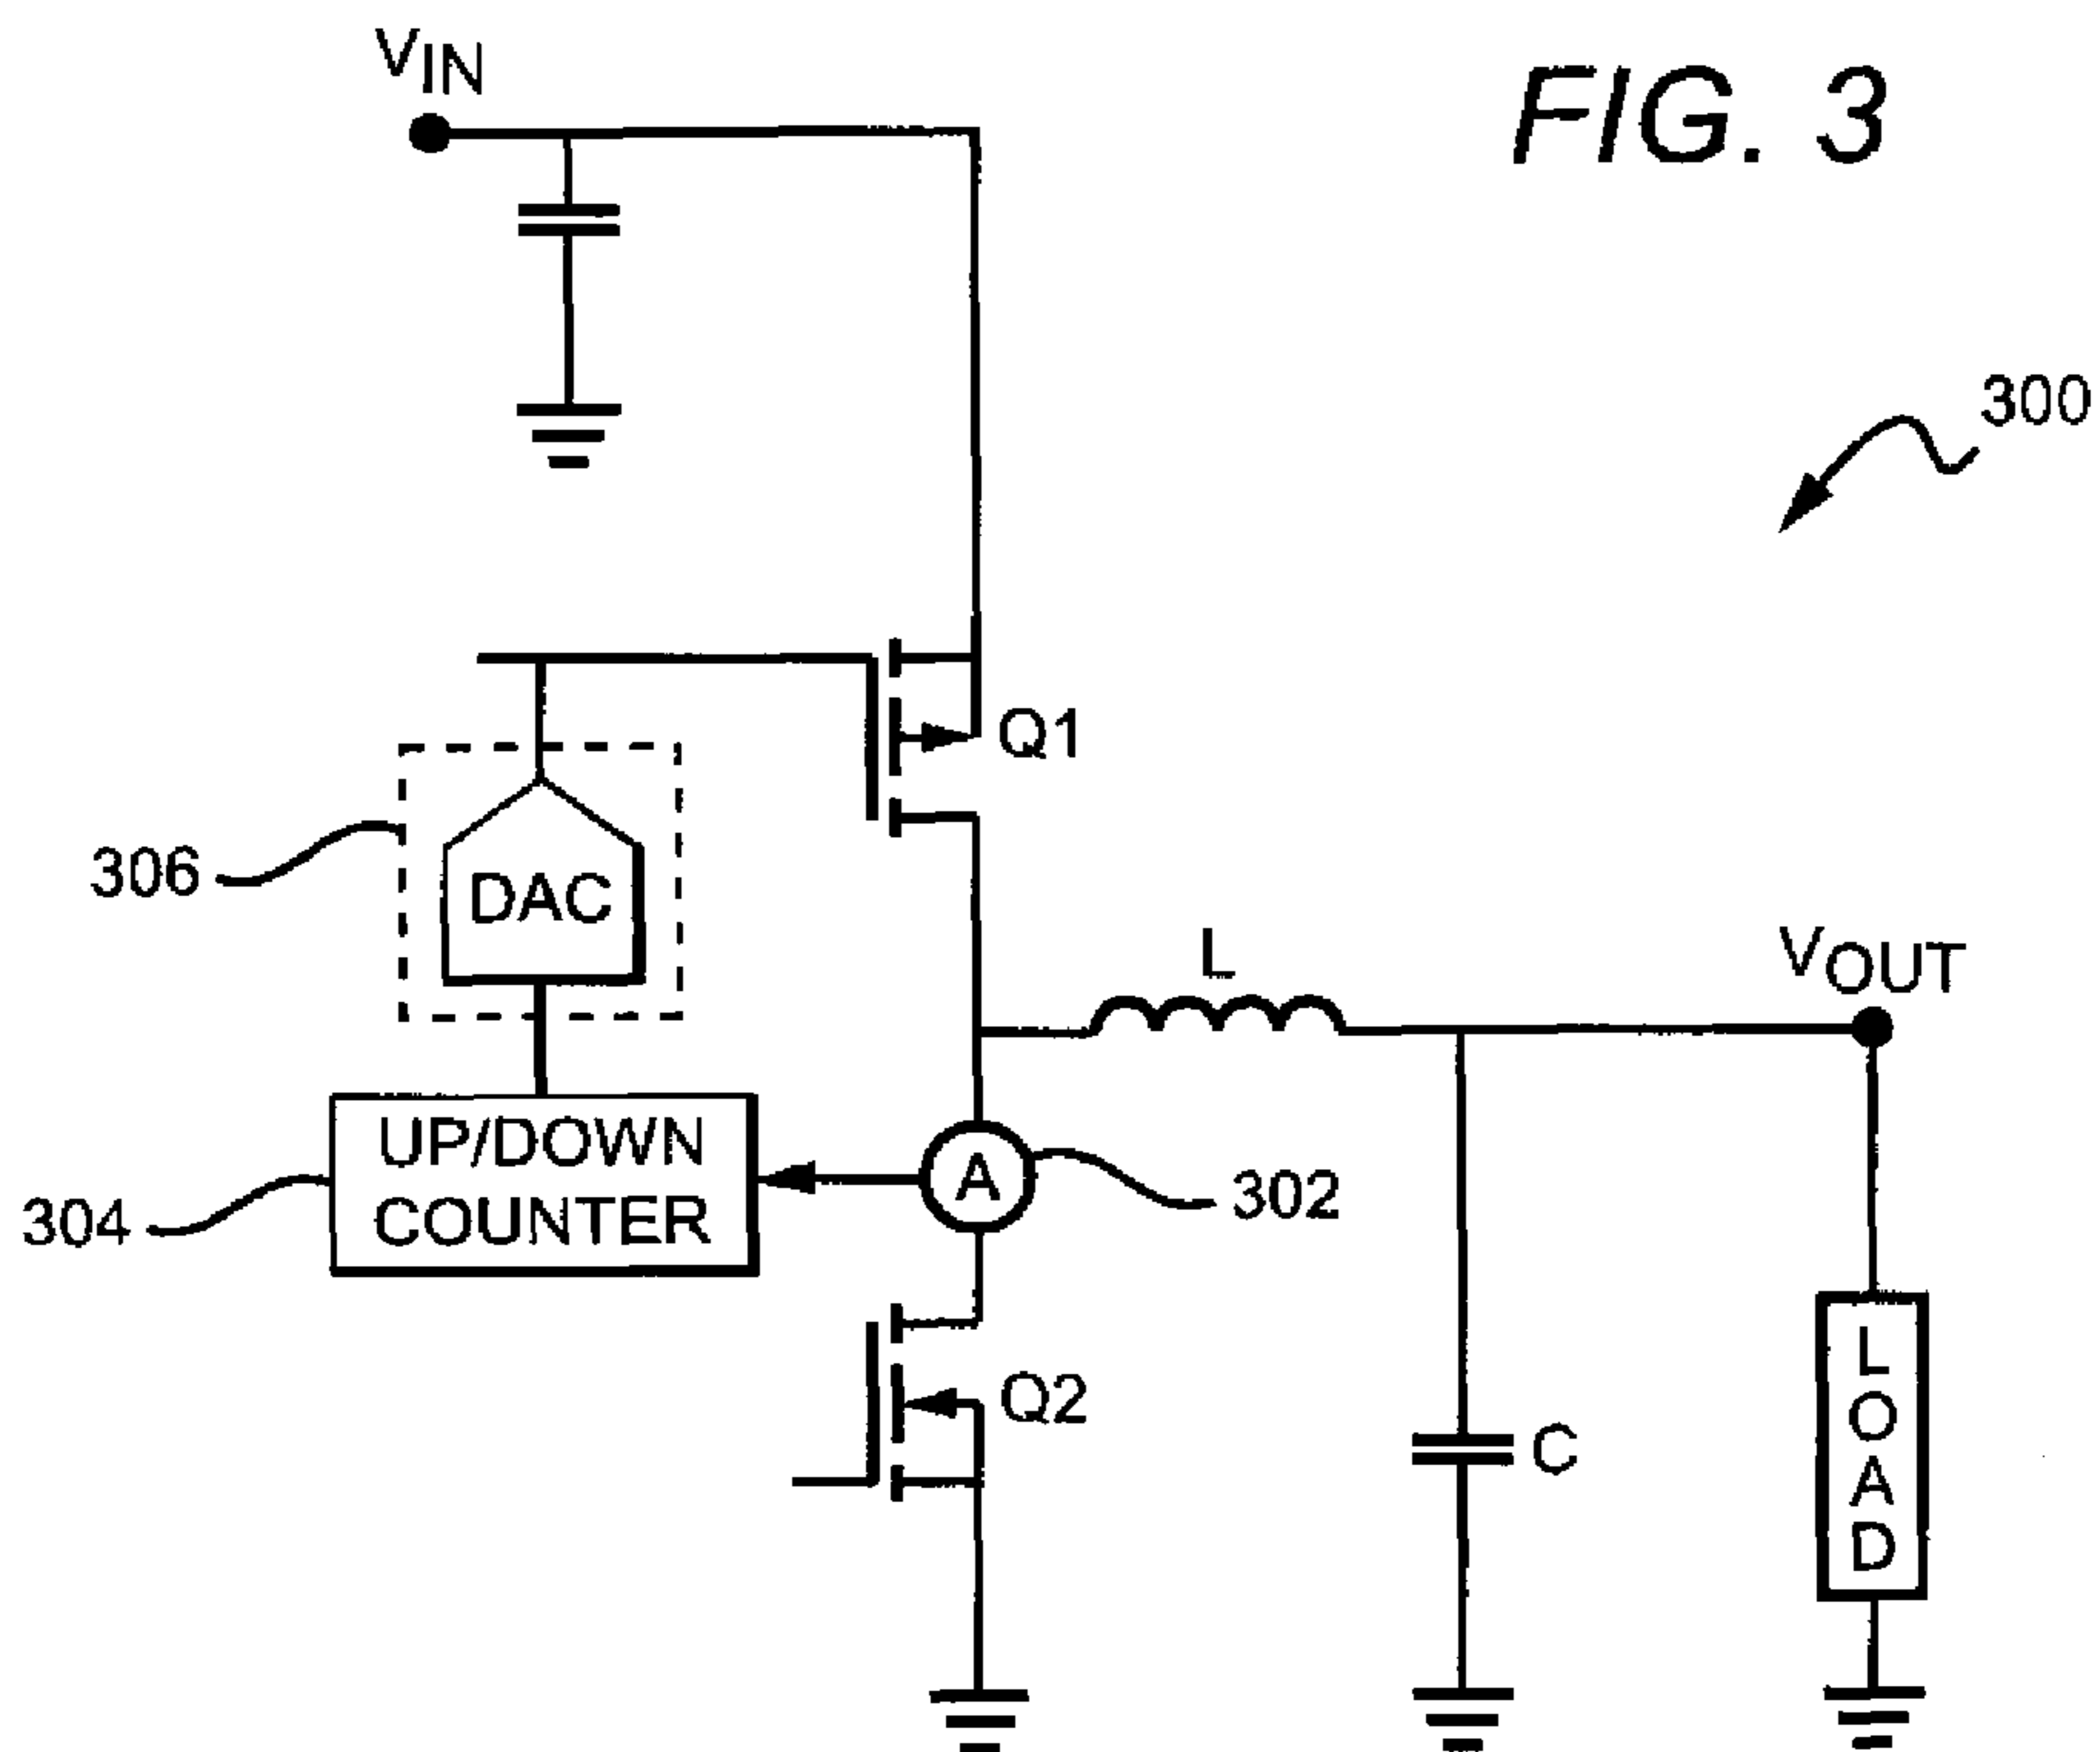 VIN
FIG. 3
300
Q1
306
DAC
L
VOUT
UP/DOWN
COUNTER
304
A
302
Q2
C
LOAD